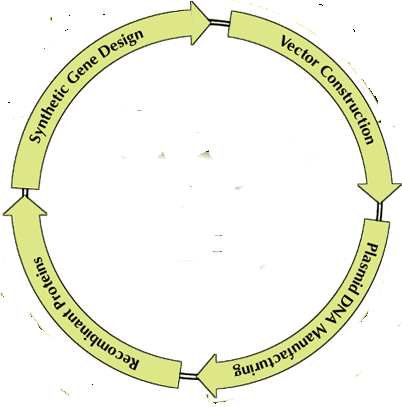 Synthetic Gene Design
Vector Construction
Plasmid DNA Manufacturing
Recombinant Proteins